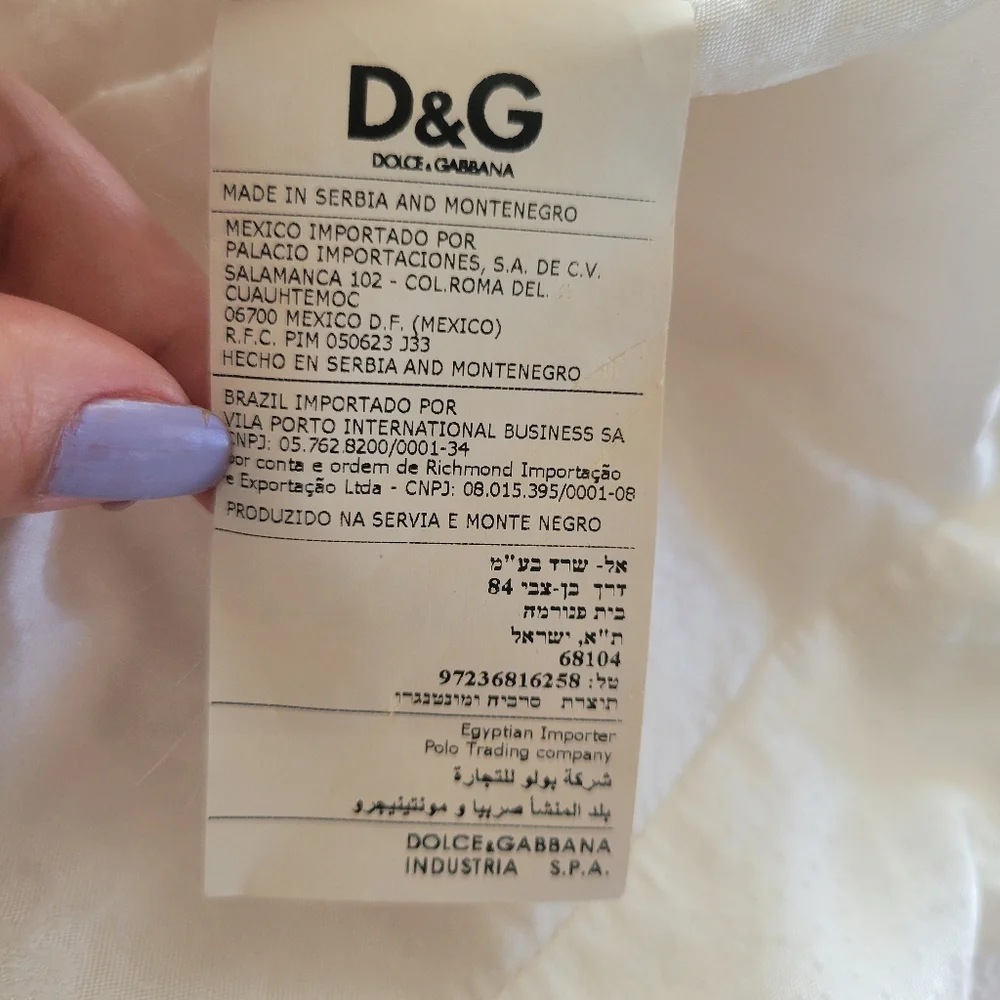 D&G
DOLCE & GABBANA
MADE IN SERBIA AND MONTENEGRO
MEXICO IMPORTADO POR
PALACIO IMPORTACIONES, S.A. DE C.V.
SALAMANCA 102 - COL.ROMA DEL.
CUAUHTEMOC
06700 MEXICO D.F. (MEXICO)
R.F.C. PIM 050623 J33
HECHO EN SERBIA AND MONTENEGRO
BRAZIL IMPORTADO POR
VILA PORTO INTERNATIONAL BUSINESS SA
CNPJ: 05.762.8200/0001-34
por conta e ordem de Richmond Importação
e Exportação Ltda - CNPJ: 08.015.395/0001-08
PRODUZIDO NA SERVIA E MONTE NEGRO
אל- שרד בע"מ
דרך בן-צבי 84
בית פנורמה
ת"א, ישראל
68104
טל: 97236816258
תוצרת סרביה ומונטנגרו
Egyptian Importer
Polo Trading company
شركة بولو للتجارة
بلد المنشأ صربيا و مونتينيجرو
DOLCE & GABBANA
INDUSTRIA S.P.A.